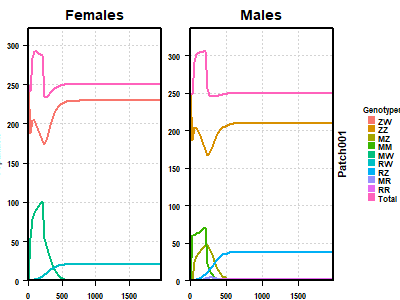 Females Males
300 300
250 250
200 200
150 150
100 100
50 50
0 0
0 500 1000 1500 0 500 1000 1500
Patch001
Genotypes
ZW
ZZ
MZ
MM
MW
RW
RZ
MR
RR
Total